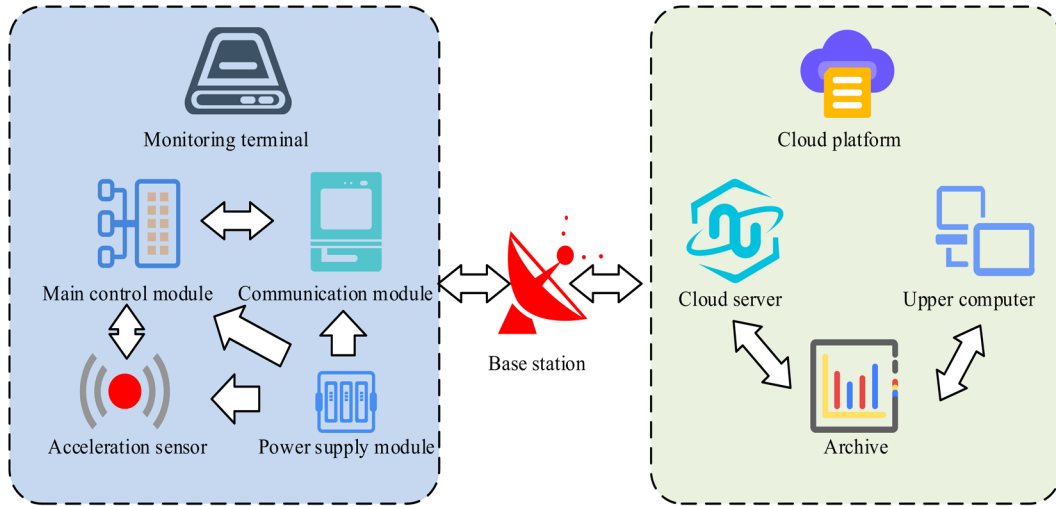 Monitoring terminal
Main control module
Communication module
Acceleration sensor
Power supply module
Base station
Cloud platform
Cloud server
Upper computer
Archive